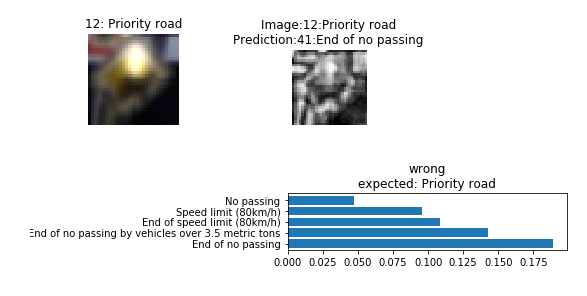 12: Priority road
Image:12:Priority road
Prediction:41:End of no passing
wrong
expected: Priority road
No passing
Speed limit (80km/h)
End of speed limit (80km/h)
End of no passing by vehicles over 3.5 metric tons
End of no passing
0.000 0.025 0.050 0.075 0.100 0.125 0.150 0.175